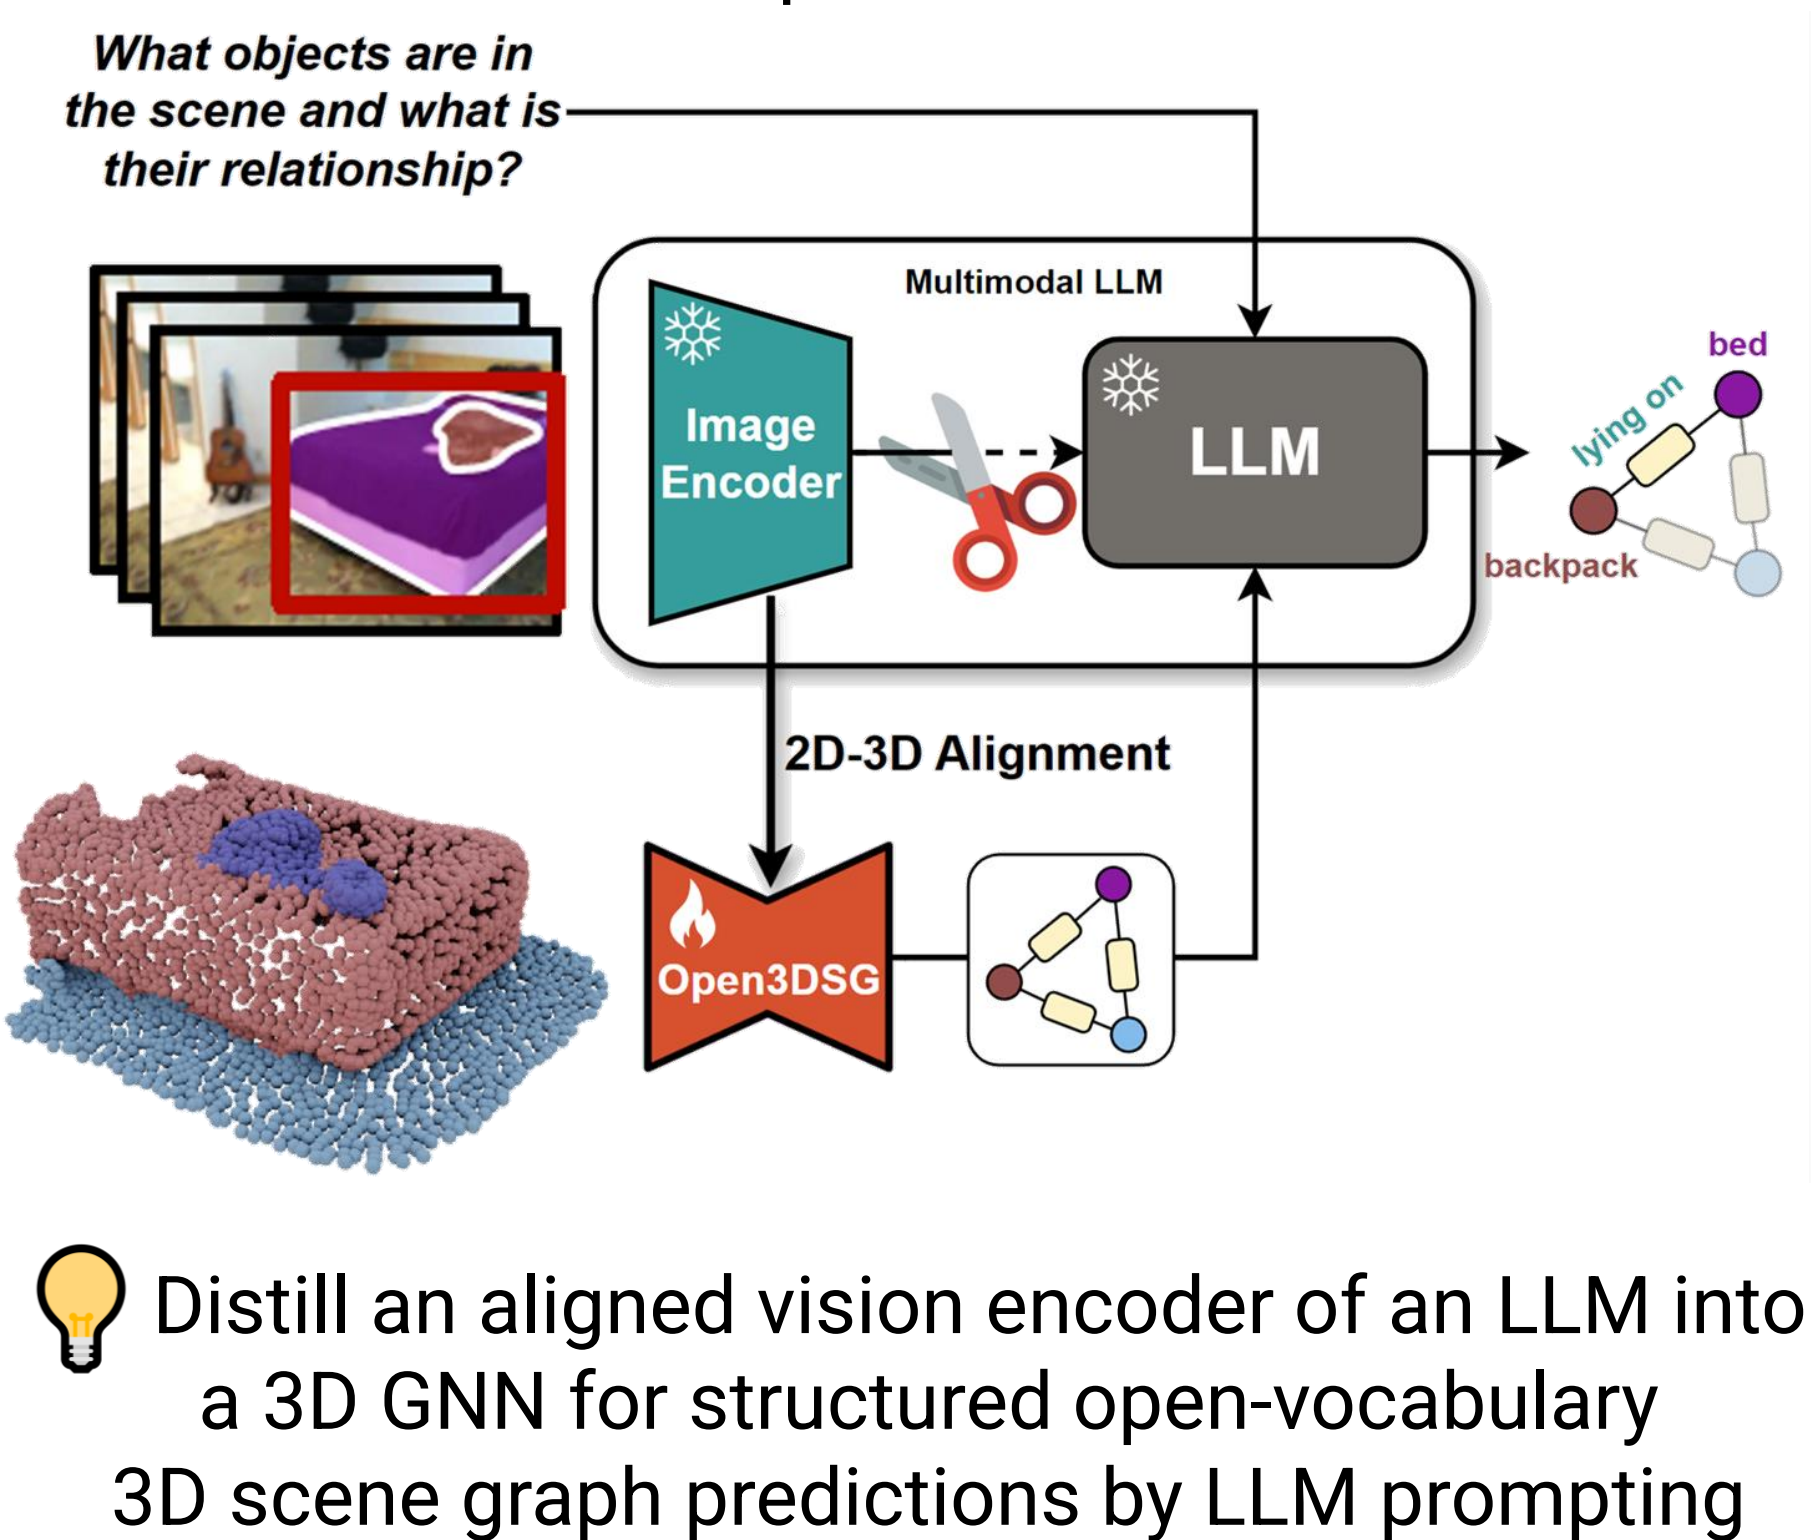 What objects are in
the scene and what is
their relationship?
Multimodal LLM
Image
Encoder
LLM
bed
lying on
backpack
2D-3D Alignment
Open3DSG
Distill an aligned vision encoder of an LLM into
a 3D GNN for structured open-vocabulary
3D scene graph predictions by LLM prompting